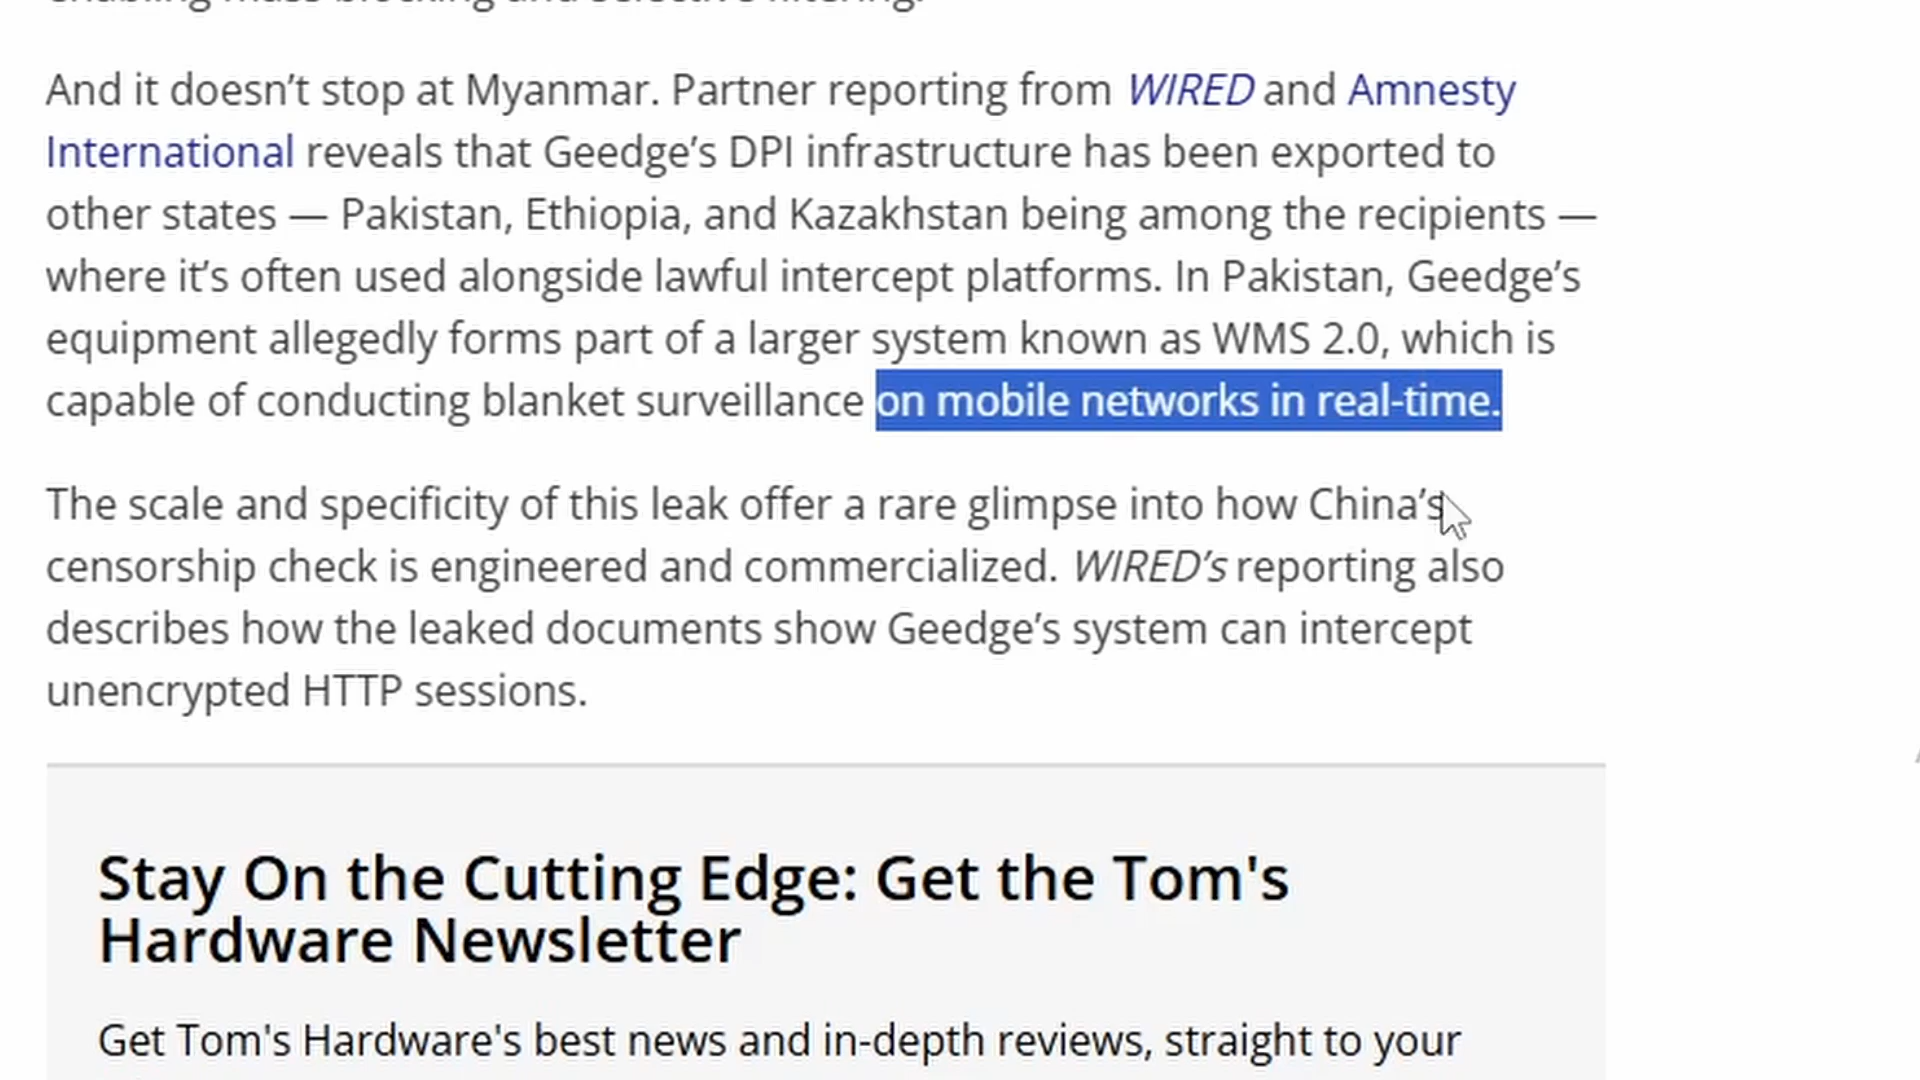 enabling mass blocking and selective filtering.
And it doesn’t stop at Myanmar. Partner reporting from WIRED and Amnesty
International reveals that Geedge’s DPI infrastructure has been exported to
other states — Pakistan, Ethiopia, and Kazakhstan being among the recipients —
where it’s often used alongside lawful intercept platforms. In Pakistan, Geedge’s
equipment allegedly forms part of a larger system known as WMS 2.0, which is
capable of conducting blanket surveillance on mobile networks in real-time.
The scale and specificity of this leak offer a rare glimpse into how China’s
censorship check is engineered and commercialized. WIRED’s reporting also
describes how the leaked documents show Geedge’s system can intercept
unencrypted HTTP sessions.
Stay On the Cutting Edge: Get the Tom's
Hardware Newsletter
Get Tom's Hardware's best news and in-depth reviews, straight to your